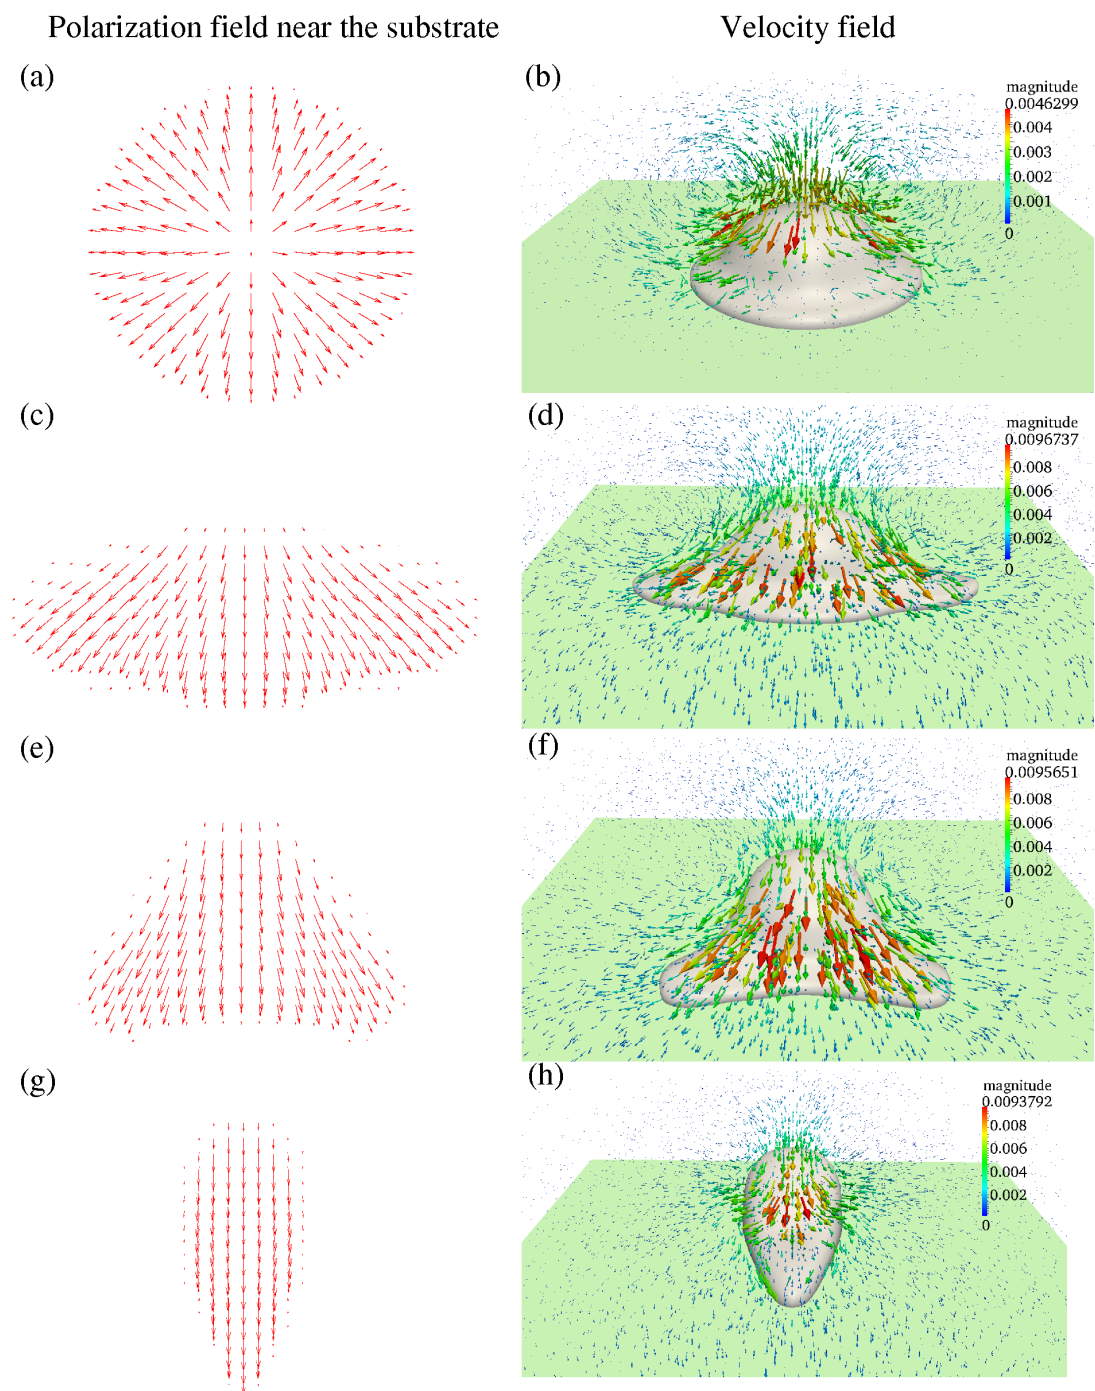 Polarization field near the substrate
Velocity field
(a)
(b)
magnitude
0.0046299
0.004
0.003
0.002
0.001
0
(c)
(d)
magnitude
0.0096737
0.008
0.006
0.004
0.002
0
(e)
(f)
magnitude
0.0095651
0.008
0.006
0.004
0.002
0
(g)
(h)
magnitude
0.0093792
0.008
0.006
0.004
0.002
0